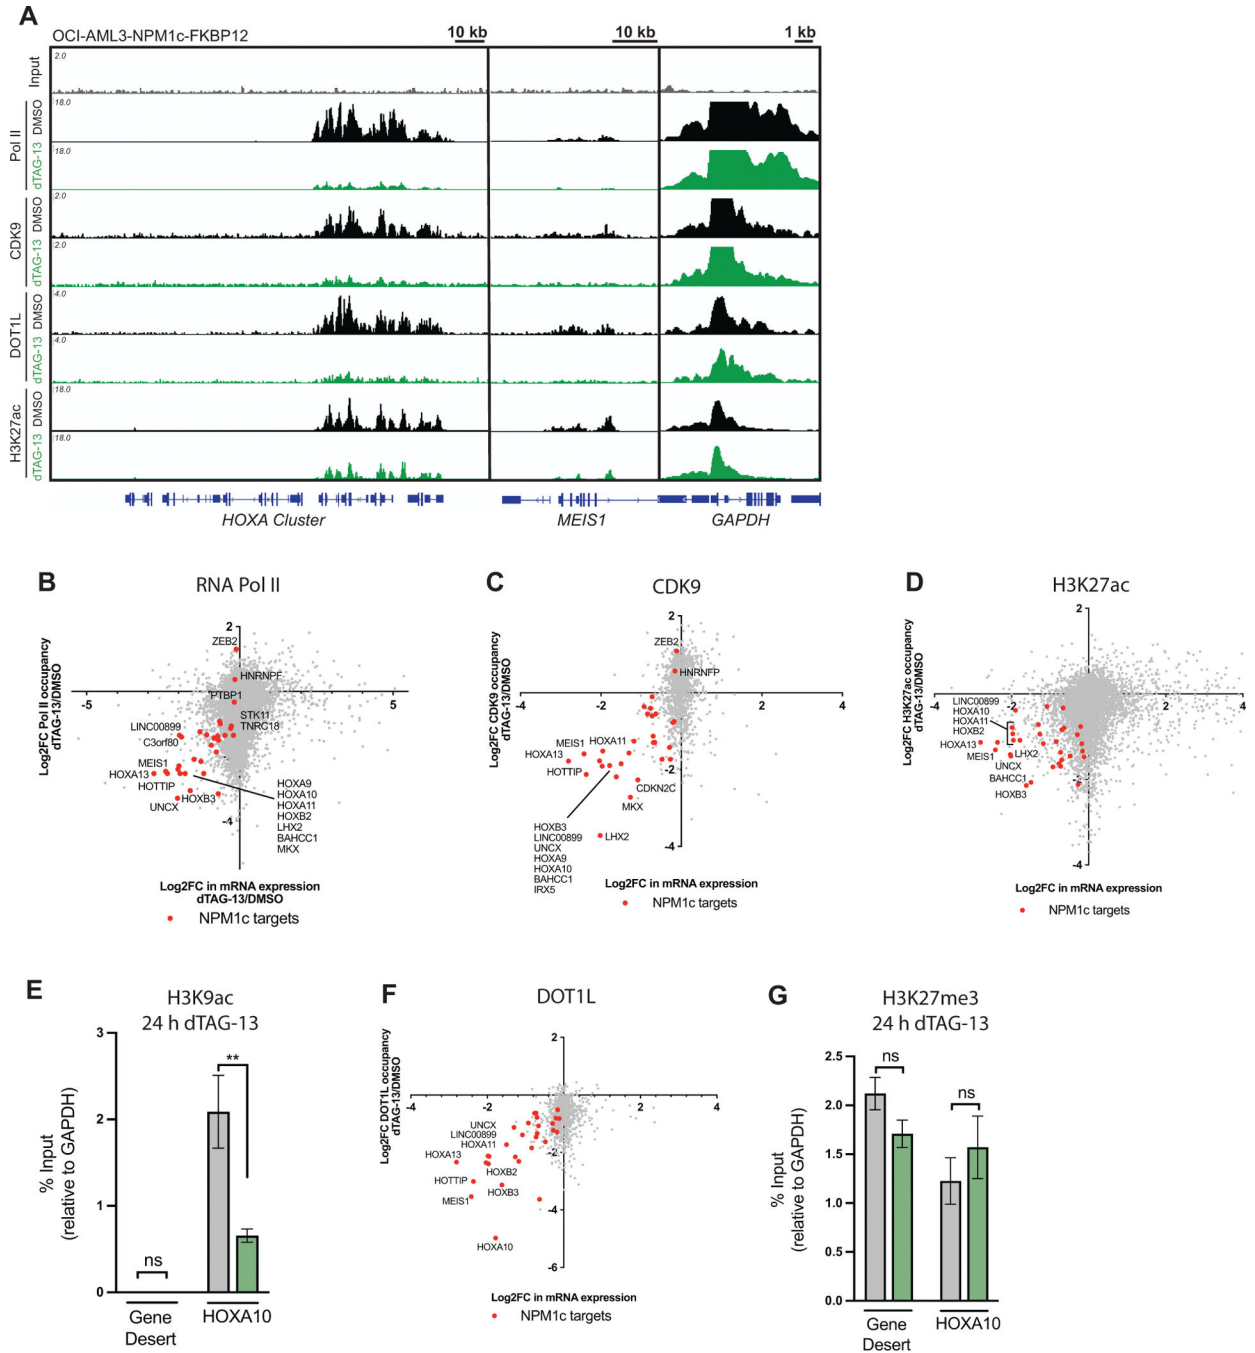 A
OCI-AML3-NPM1c-FKBP12
10 kb
10 kb
1 kb
Input
2.0
Pol II
DMSO
18.0
dTAG-13
18.0
CDK9
DMSO
2.0
dTAG-13
2.0
DOT1L
DMSO
4.0
dTAG-13
4.0
H3K27ac
DMSO
18.0
dTAG-13
18.0
HOXA Cluster
MEIS1
GAPDH
B
RNA Pol II
Log2FC Pol II occupancy
dTAG-13/DMSO
2
-5
5
-4
ZEB2
HNRNPF
PTBP1
STK11
TNRC18
LINC00899
C3orf80
MEIS1
HOXA13
HOTTIP
HOXB3
UNCX
HOXA9
HOXA10
HOXA11
HOXB2
LHX2
BAHCC1
MKX
Log2FC in mRNA expression
dTAG-13/DMSO
NPM1c targets
C
CDK9
Log2FC CDK9 occupancy
dTAG-13/DMSO
2
-4
-2
2
4
-2
-4
ZEB2
HNRNFP
MEIS1
HOXA11
HOXA13
HOTTIP
CDKN2C
MKX
LHX2
HOXB3
LINC00899
UNCX
HOXA9
HOXA10
BAHCC1
IRX5
Log2FC in mRNA expression
NPM1c targets
D
H3K27ac
Log2FC H3K27ac occupancy
dTAG-13/DMSO
2
-4
-2
2
4
-2
-4
LINC00899
HOXA10
HOXA11
HOXB2
HOXA13
MEIS1
LHX2
UNCX
BAHCC1
HOXB3
Log2FC in mRNA expression
NPM1c targets
E
H3K9ac
24 h dTAG-13
% Input
(relative to GAPDH)
3
2
1
0
**
ns
Gene
Desert
HOXA10
F
DOT1L
Log2FC DOT1L occupancy
dTAG-13/DMSO
2
-4
-2
2
4
-2
-4
-6
UNCX
LINC00899
HOXA11
HOXA13
HOXB2
HOTTIP
HOXB3
MEIS1
HOXA10
Log2FC in mRNA expression
NPM1c targets
G
H3K27me3
24 h dTAG-13
% Input
(relative to GAPDH)
2.5
2.0
1.5
1.0
0.5
0.0
ns
ns
Gene
Desert
HOXA10